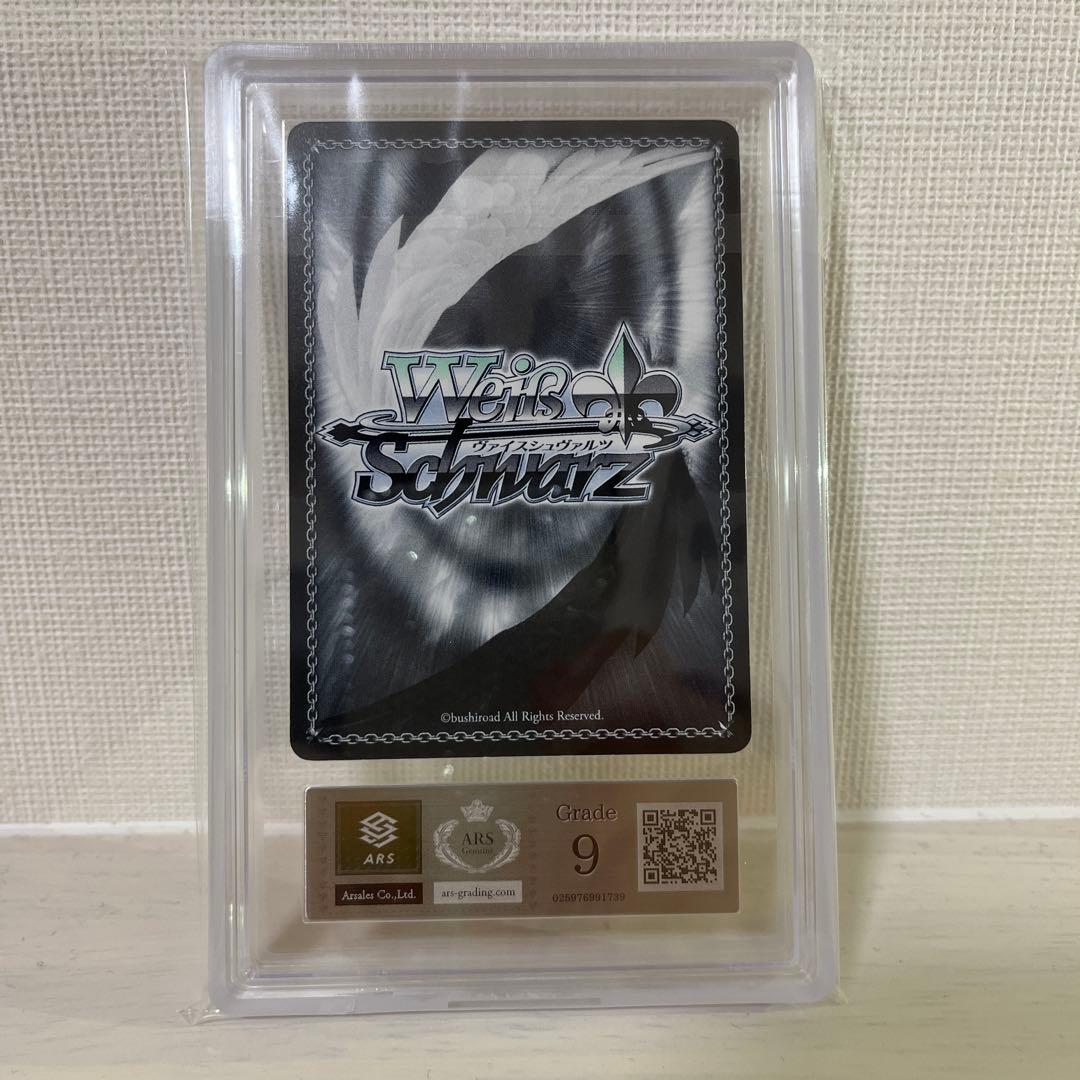 Weiß
ヴァイスシュヴァルツ
Schwarz
©bushiroad All Rights Reserved.
ARS
Arsales Co.,Ltd.
ARS
Genuine
ars-grading.com
Grade
9
025976991739